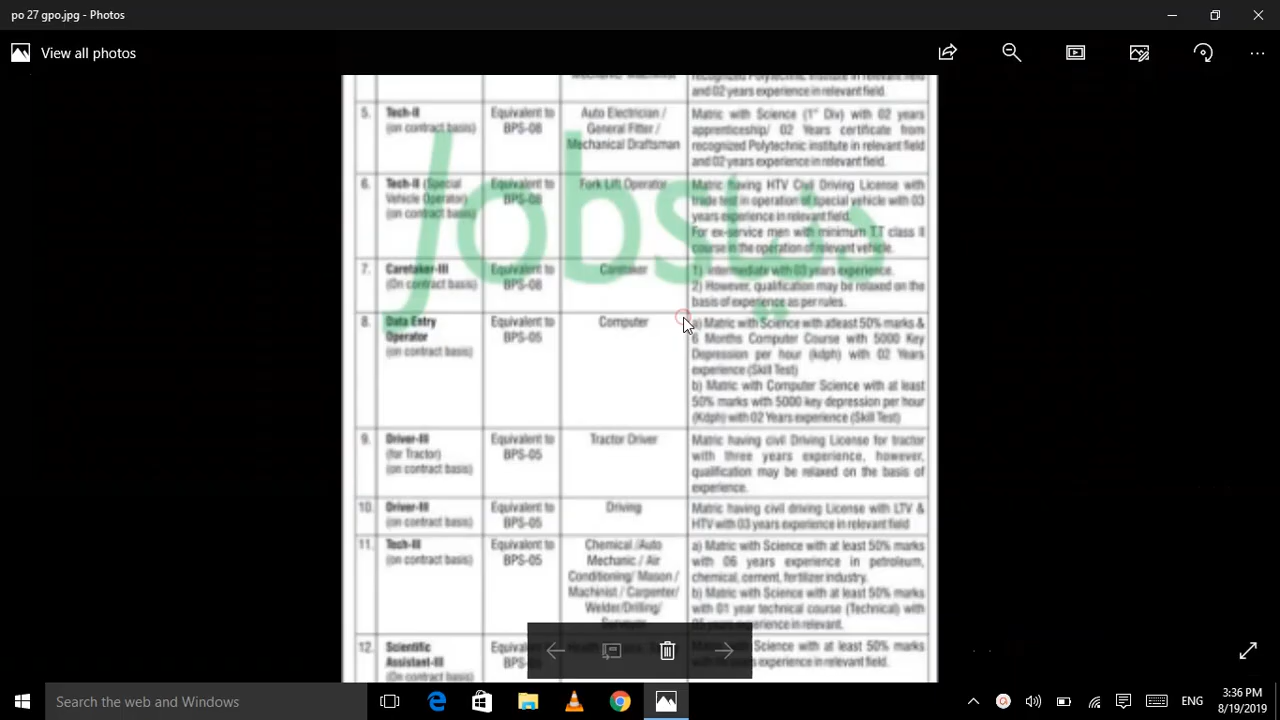 po 27 gpo.jpg - Photos
View all photos
and 02 years experience in relevant field.
5. Tech-II (on contract basis) Equivalent to BPS-08 Auto Electrician / General Fitter / Mechanical Draftsman Matric with Science (1st Div) with 02 years
apprenticeship/ 02 Years certificate from
recognized Polytechnic institute in relevant field
and 02 years experience in relevant field.
6. Tech-II (Special Vehicle Operator) (on contract basis) Equivalent to BPS-08 Fork Lift Operator Matric having HTV Civil Driving License with
trade test in operation of special vehicle with 03
years experience in relevant field.
For ex-service men with minimum TT class II
course in the operation of relevant vehicle.
7. Caretaker-III (On contract basis) Equivalent to BPS-08 Caretaker 1) Intermediate with 03 years experience.
2) However, qualification may be relaxed on the
basis of experience as per rules.
8. Data Entry Operator (on contract basis) Equivalent to BPS-05 Computer a) Matric with Science with atleast 50% marks &
6 Months Computer Course with 5000 Key
Depression per hour (kdph) with 02 Years
experience (Skill Test)
b) Matric with Computer Science with at least
50% marks with 5000 key depression per hour
(Kdph) with 02 Years experience (Skill Test)
9. Driver-III (for Tractor) (on contract basis) Equivalent to BPS-05 Tractor Driver Matric having civil Driving License for tractor
with three years experience, however,
qualification may be relaxed on the basis of
experience.
10. Driver-III (on contract basis) Equivalent to BPS-05 Driving Matric having civil driving License with LTV &
HTV with 03 years experience in relevant field
11. Tech-III (on contract basis) Equivalent to BPS-05 Chemical /Auto Mechanic / Air Conditioning/ Mason / Machinist / Carpenter/ Welder/Drilling/ a) Matric with Science with at least 50% marks
with 06 years experience in petroleum,
chemical, cement, fertilizer industry.
b) Matric with Science with at least 50% marks
with 01 year technical course (Technical) with
years experience in relevant.
12. Scientific Assistant-III (On contract basis) Science with at least 50% marks
experience in relevant field.
Jobs دنیا
Search the web and Windows
ENG
3:36 PM
8/19/2019